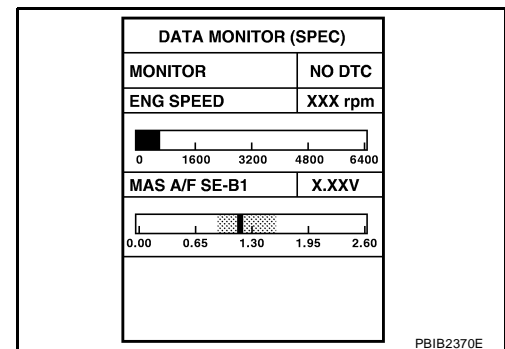 DATA MONITOR (SPEC)
MONITOR NO DTC
ENG SPEED XXX rpm
0 1600 3200 4800 6400
MAS A/F SE-B1 X.XXV
0.00 0.65 1.30 1.95 2.60
PBIB2370E